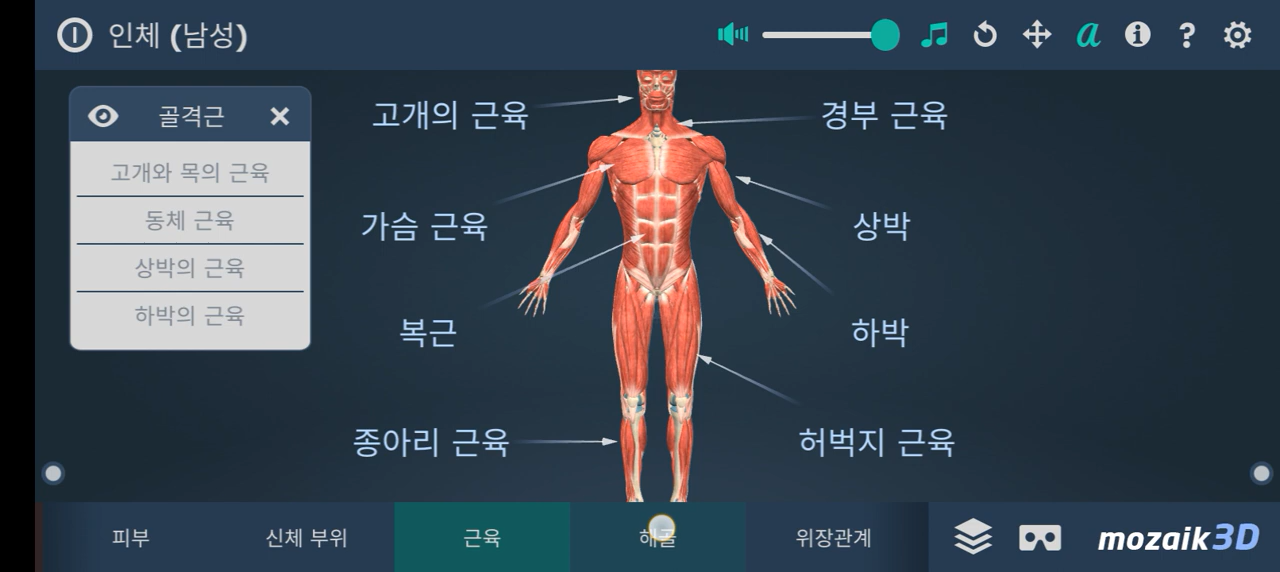 인체 (남성)
골격근
고개와 목의 근육
동체 근육
상박의 근육
하박의 근육
고개의 근육
경부 근육
가슴 근육
상박
복근
하박
종아리 근육
허벅지 근육
피부
신체 부위
근육
해골
위장관계
mozaik3D